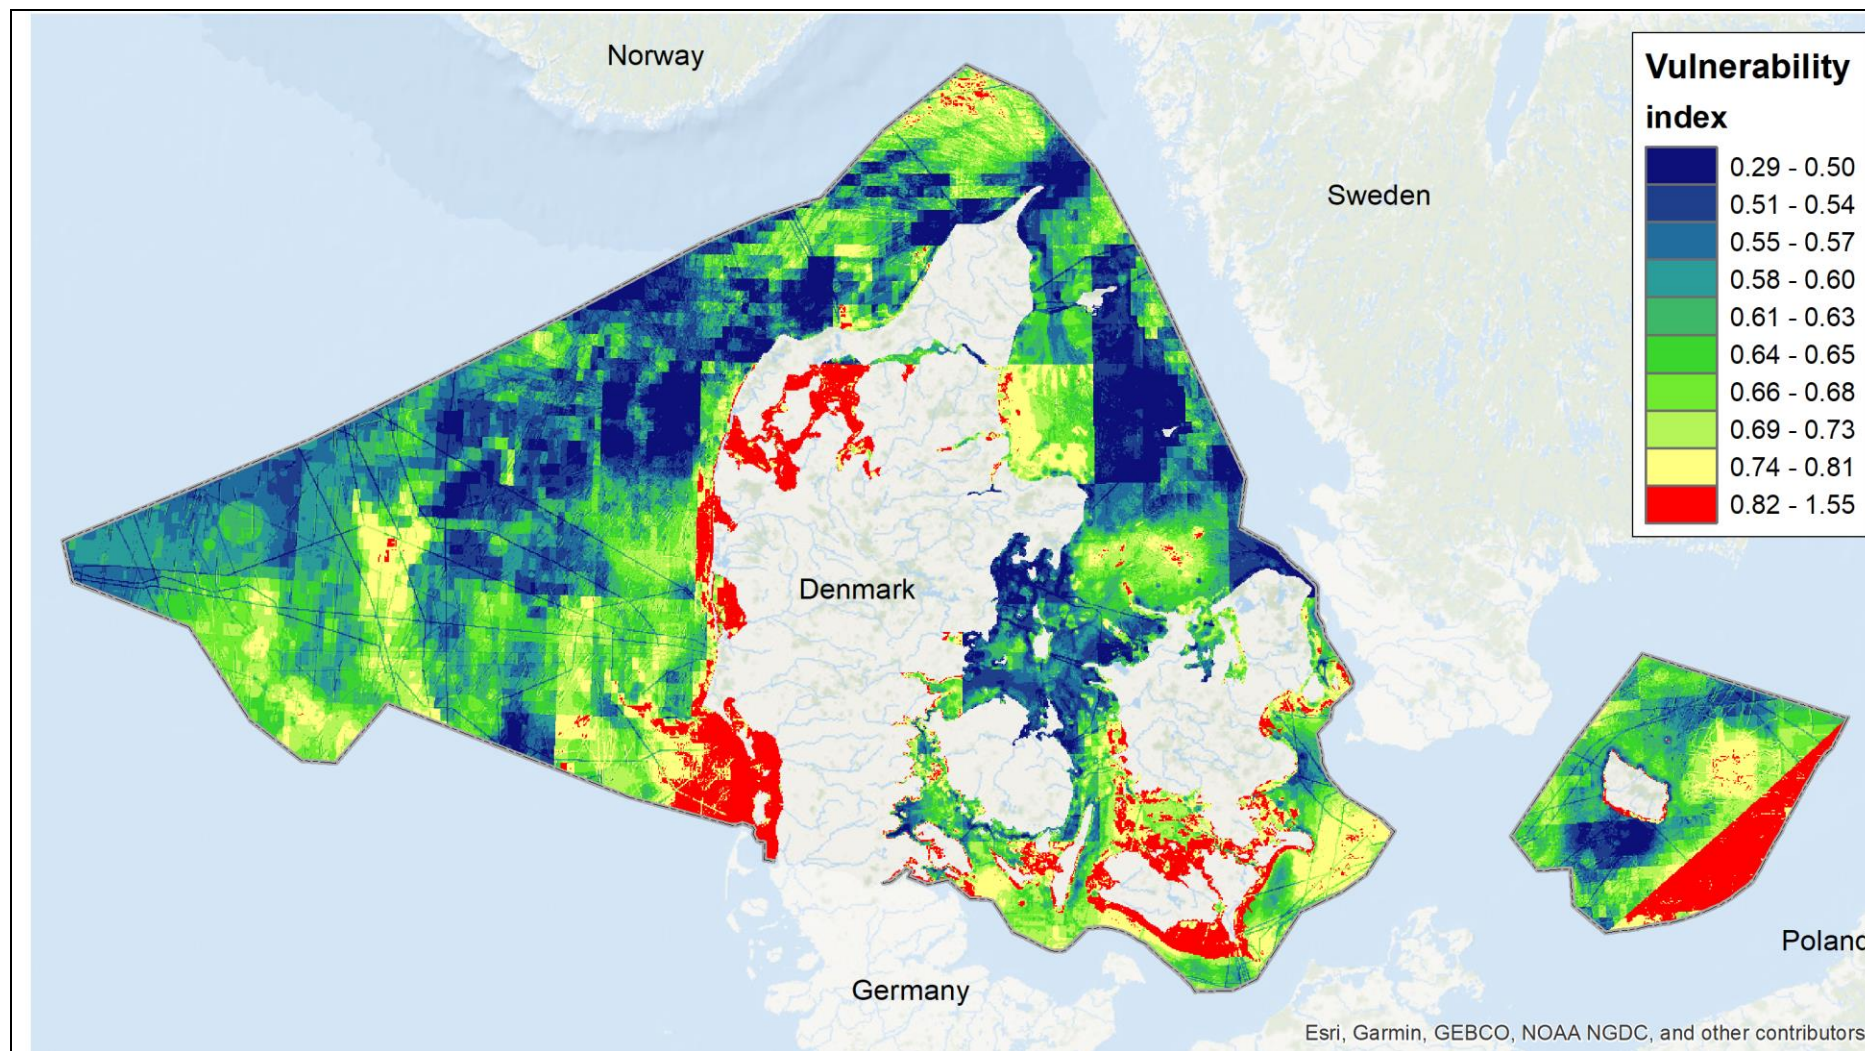 Norway
Vulnerability
index
0.29 - 0.50
0.51 - 0.54
0.55 - 0.57
0.58 - 0.60
0.61 - 0.63
0.64 - 0.65
0.66 - 0.68
0.69 - 0.73
0.74 - 0.81
0.82 - 1.55
Sweden
Denmark
Poland
Germany
Esri, Garmin, GEBCO, NOAA NGDC, and other contributors